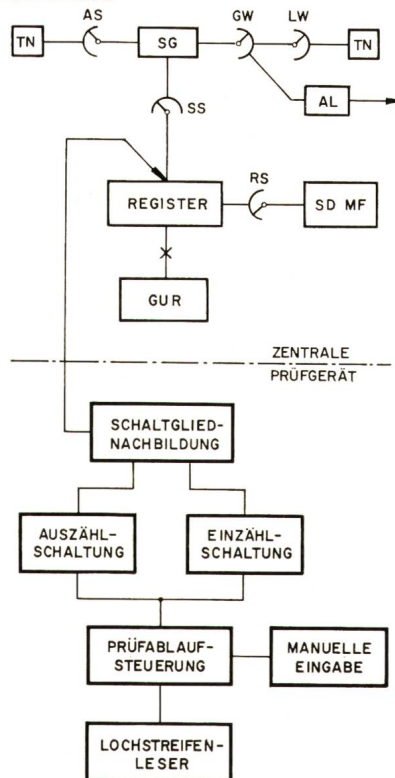 AS
GW
LW
TN
SG
TN
AL
SS
RS
REGISTER
SD MF
GUR
ZENTRALE
PRÜFGERÄT
SCHALTGLIED-
NACHBILDUNG
AUSZÄHL-
SCHALTUNG
EINZÄHL-
SCHALTUNG
PRÜFABLAUF-
STEUERUNG
MANUELLE
EINGABE
LOCHSTREIFEN-
LESER